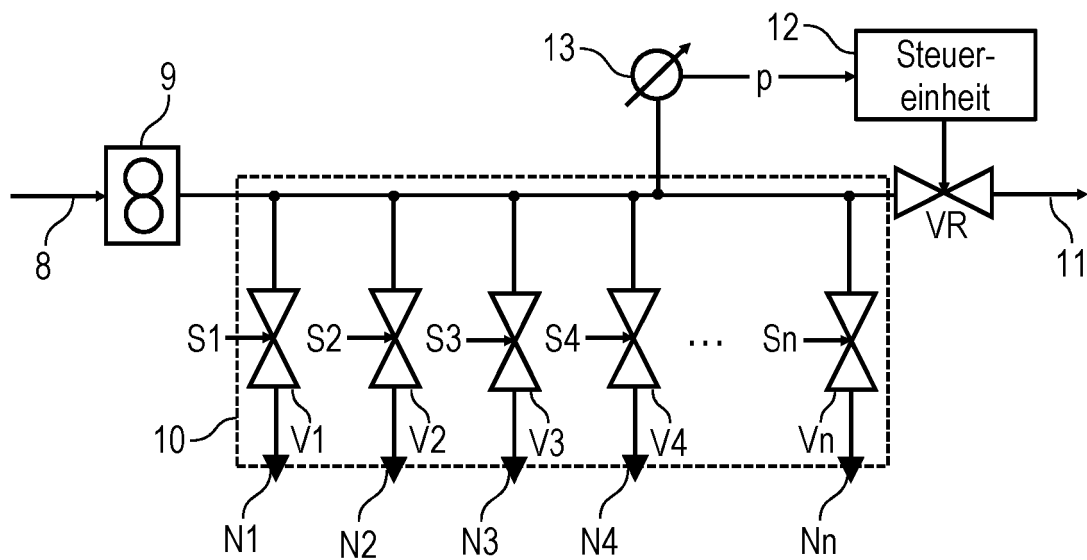 13
12
Steuer-
einheit
p
9
8
VR
11
S1
S2
S3
S4
...
Sn
10
V1
V2
V3
V4
Vn
N1
N2
N3
N4
Nn